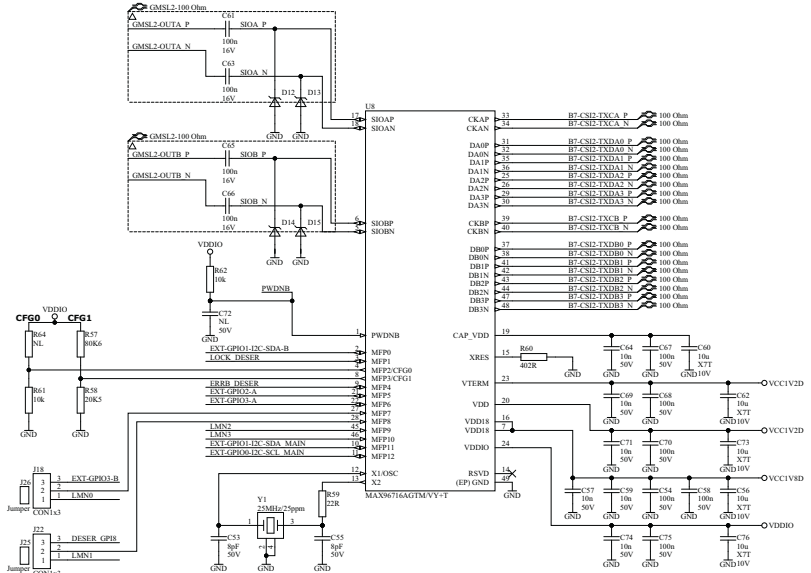 GMSL2-100 Ohm
GMSL2-OUTA_P
C61
SIOA_P
100n
16V
GMSL2-OUTA_N
C63
SIOA_N
100n
16V
D12
D13
GND
GND
GMSL2-100 Ohm
GMSL2-OUTB_P
C65
SIOB_P
100n
16V
GMSL2-OUTB_N
C66
SIOB_N
100n
16V
D14
D15
GND
GND
VDDIO
R62
10k
PWDNB
C72
NL
50V
GND
CFG0
VDDIO
CFG1
R64
NL
R57
80K6
R61
10k
R58
20K5
GND
GND
EXT-GPIO1-I2C-SDA-B
LOCK_DESER
ERRB_DESER
EXT-GPIO2-A
EXT-GPIO3-A
LMN2
LMN3
EXT-GPIO1-I2C-SDA_MAIN
EXT-GPIO0-I2C-SCL_MAIN
J18
J26
Jumper
3
2
1
EXT-GPIO3-B
LMN0
CON1x3
J22
J25
Jumper
3
2
1
DESER_GPI8
LMN1
Y1
25MHz/25ppm
1
3
2
4
R59
22R
C53
8pF
50V
C55
8pF
50V
GND
GND
GND
U8
17 SIOAP
18 SIOAN
6 SIOBP
5 SIOBN
1 PWDNB
2 MFP0
MFP1
4 MFP2/CFG0
8 MFP3/CFG1
9 MFP4
MFP5
MFP6
27 MFP7
28 MFP8
45 MFP9
46 MFP10
10 MFP11
11 MFP12
12 X1/OSC
13 X2
MAX96716AGTM/VY+T
CKAP 33 B7-CSI2-TXCA_P 100 Ohm
CKAN 34 B7-CSI2-TXCA_N 100 Ohm
DA0P 31 B7-CSI2-TXDA0_P 100 Ohm
DA0N 32 B7-CSI2-TXDA0_N 100 Ohm
DA1P 35 B7-CSI2-TXDA1_P 100 Ohm
DA1N 36 B7-CSI2-TXDA1_N 100 Ohm
DA2P 25 B7-CSI2-TXDA2_P 100 Ohm
DA2N 26 B7-CSI2-TXDA2_N 100 Ohm
DA3P 29 B7-CSI2-TXDA3_P 100 Ohm
DA3N 30 B7-CSI2-TXDA3_N 100 Ohm
CKBP 39 B7-CSI2-TXCB_P 100 Ohm
CKBN 40 B7-CSI2-TXCB_N 100 Ohm
DB0P 37 B7-CSI2-TXDB0_P 100 Ohm
DB0N 38 B7-CSI2-TXDB0_N 100 Ohm
DB1P 41 B7-CSI2-TXDB1_P 100 Ohm
DB1N 42 B7-CSI2-TXDB1_N 100 Ohm
DB2P 43 B7-CSI2-TXDB2_P 100 Ohm
DB2N 44 B7-CSI2-TXDB2_N 100 Ohm
DB3P 47 B7-CSI2-TXDB3_P 100 Ohm
DB3N 48 B7-CSI2-TXDB3_N 100 Ohm
CAP_VDD 19
XRES 15
R60
402R
GND
VTERM 23
VDD 20
VDD18 16
VDD18 7
VDDIO 24
RSVD 14
(EP) GND 49
GND
C64
10n
50V
GND
C67
100n
50V
GND
C60
10u
X7T
10V
GND
C69
10n
50V
GND
C68
100n
50V
GND
C62
10u
X7T
10V
GND
VCC1V2D
C71
10n
50V
GND
C70
100n
50V
GND
C73
10u
X7T
10V
GND
VCC1V2D
C57
10n
50V
GND
C59
10n
50V
GND
C54
100n
50V
GND
C58
100n
50V
GND
C56
10u
X7T
10V
GND
VCC1V8D
C74
10n
50V
GND
C75
100n
50V
GND
C76
10u
X7T
10V
GND
VDDIO